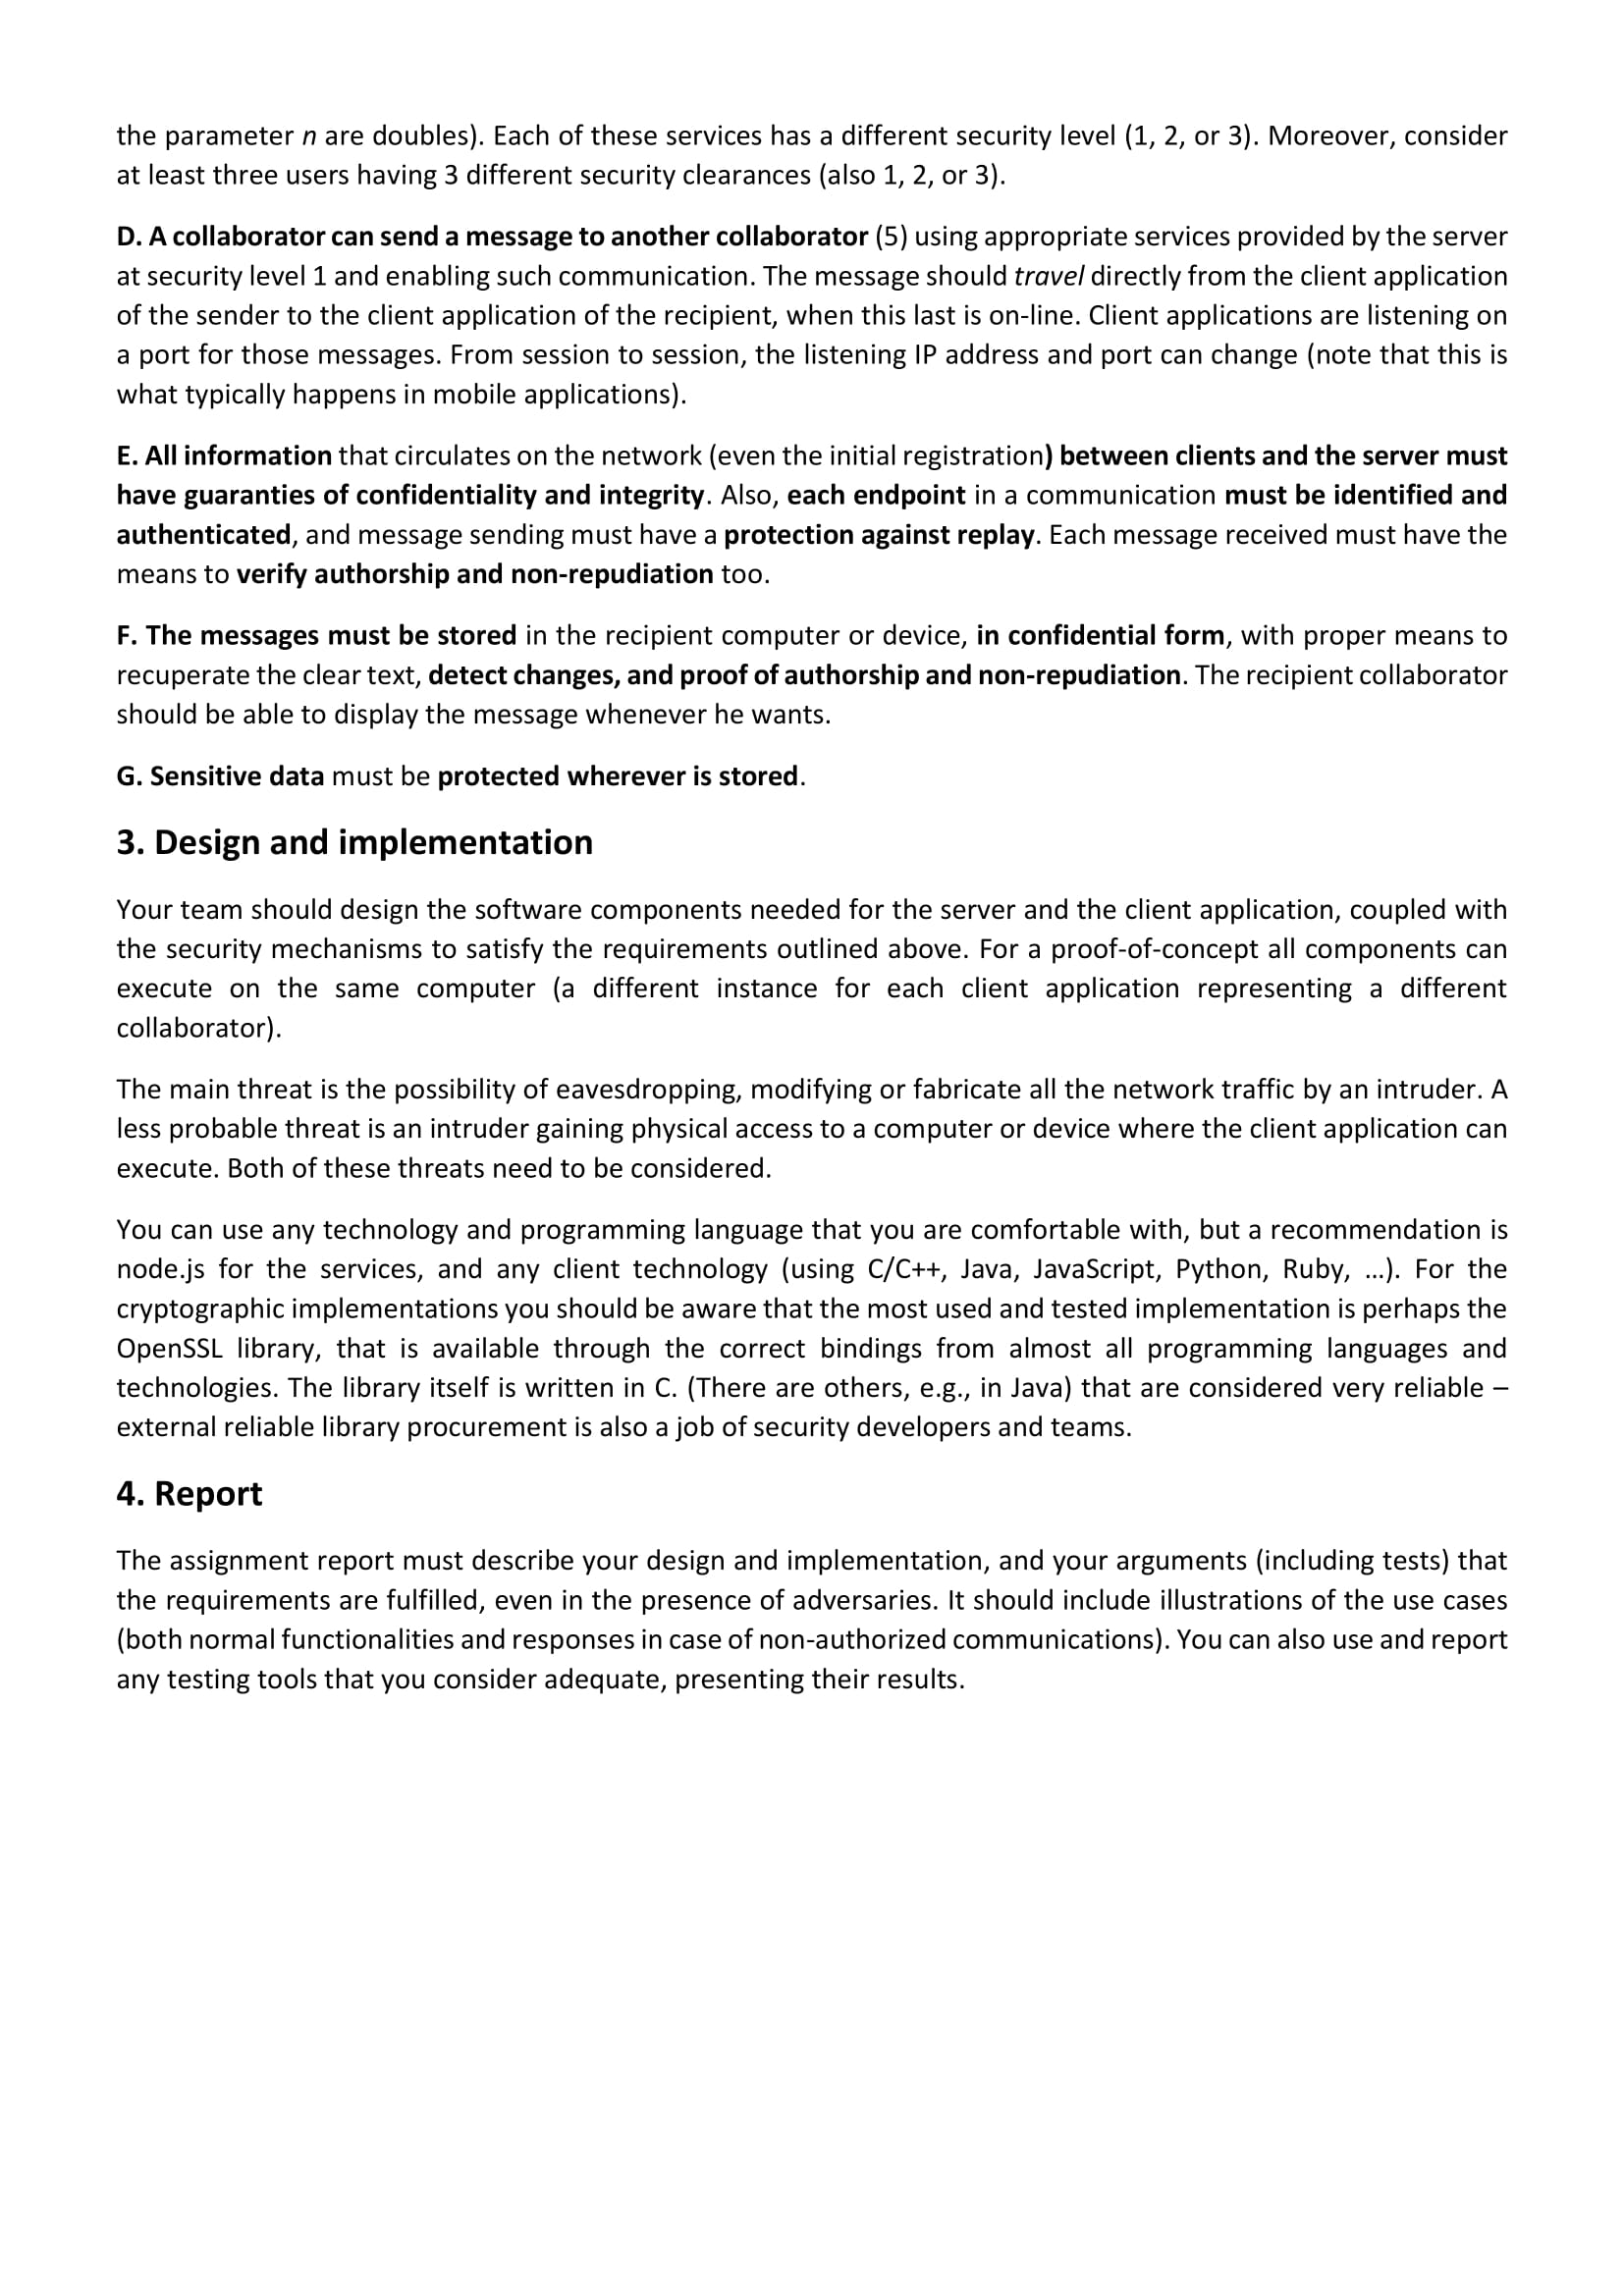 the parameter n are doubles). Each of these services has a different security level (1, 2, or 3). Moreover, consider
at least three users having 3 different security clearances (also 1, 2, or 3).
D. A collaborator can send a message to another collaborator (5) using appropriate services provided by the server
at security level 1 and enabling such communication. The message should travel directly from the client application
of the sender to the client application of the recipient, when this last is on-line. Client applications are listening on
a port for those messages. From session to session, the listening IP address and port can change (note that this is
what typically happens in mobile applications).
E. All information that circulates on the network (even the initial registration) between clients and the server must
have guaranties of confidentiality and integrity. Also, each endpoint in a communication must be identified and
authenticated, and message sending must have a protection against replay. Each message received must have the
means to verify authorship and non-repudiation too.
F. The messages must be stored in the recipient computer or device, in confidential form, with proper means to
recuperate the clear text, detect changes, and proof of authorship and non-repudiation. The recipient collaborator
should be able to display the message whenever he wants.
G. Sensitive data must be protected wherever is stored.
3. Design and implementation
Your team should design the software components needed for the server and the client application, coupled with
the security mechanisms to satisfy the requirements outlined above. For a proof-of-concept all components can
execute on the same computer (a different instance for each client application representing a different
collaborator).
The main threat is the possibility of eavesdropping, modifying or fabricate all the network traffic by an intruder. A
less probable threat is an intruder gaining physical access to a computer or device where the client application can
execute. Both of these threats need to be considered.
You can use any technology and programming language that you are comfortable with, but a recommendation is
node.js for the services, and any client technology (using C/C++, Java, JavaScript, Python, Ruby, …). For the
cryptographic implementations you should be aware that the most used and tested implementation is perhaps the
OpenSSL library, that is available through the correct bindings from almost all programming languages and
technologies. The library itself is written in C. (There are others, e.g., in Java) that are considered very reliable –
external reliable library procurement is also a job of security developers and teams.
4. Report
The assignment report must describe your design and implementation, and your arguments (including tests) that
the requirements are fulfilled, even in the presence of adversaries. It should include illustrations of the use cases
(both normal functionalities and responses in case of non-authorized communications). You can also use and report
any testing tools that you consider adequate, presenting their results.